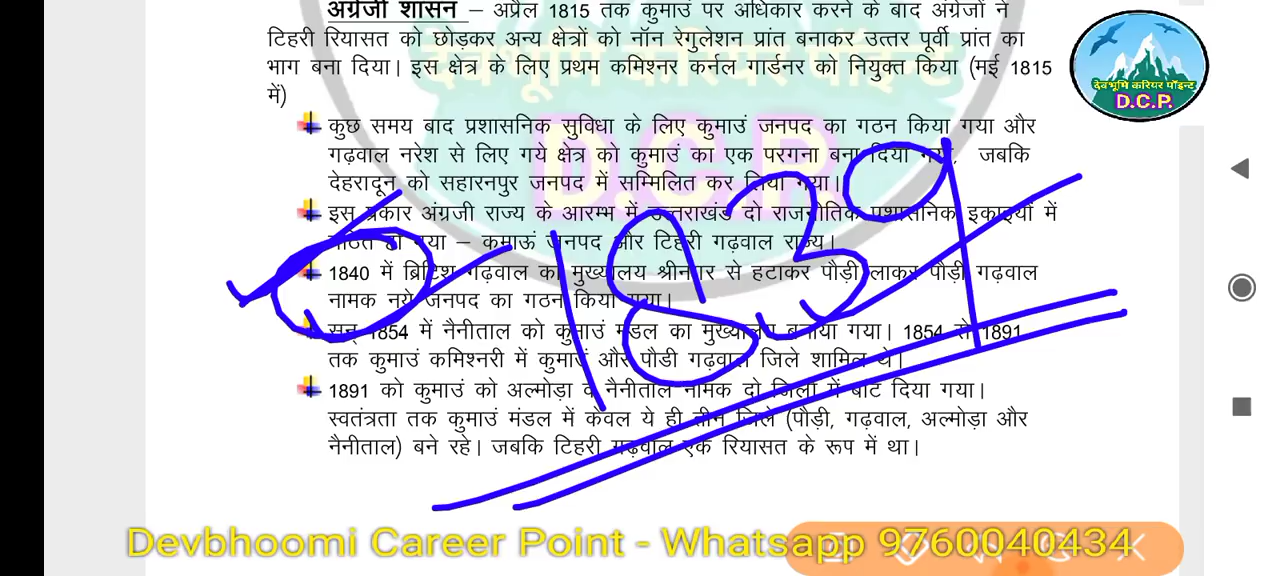 अंग्रेजी शासन – अप्रैल 1815 तक कुमाउं पर अधिकार करने के बाद अंग्रेजों ने
टिहरी रियासत को छोड़कर अन्य क्षेत्रों को नॉन रेगुलेशन प्रांत बनाकर उत्तर पूर्वी प्रांत का
भाग बना दिया। इस क्षेत्र के लिए प्रथम कमिश्नर कर्नल गार्डनर को नियुक्त किया (मई 1815
में)
देवभूमि करियर पॉइन्ट
D.C.P.
कुछ समय बाद प्रशासनिक सुविधा के लिए कुमाउं जनपद का गठन किया गया और
गढ़वाल नरेश से लिए गये क्षेत्र को कुमाउं का एक परगना बना दिया गया, जबकि
देहरादून को सहारनपुर जनपद में सम्मिलित कर लिया गया।
इस प्रकार अंग्रजी राज्य के आरम्भ में उत्तराखंड दो राजनीतिक प्रशासनिक इकाइयों में
गठित हो गया – कुमाऊं जनपद और टिहरी गढ़वाल राज्य।
1840 में ब्रिटिश गढ़वाल का मुख्यालय श्रीनगर से हटाकर पौड़ी लाकर पौड़ी गढ़वाल
नामक नये जनपद का गठन किया गया।
सन् 1854 में नैनीताल को कुमाउं मंडल का मुख्यालय बनाया गया। 1854 से 1891
तक कुमाउं कमिश्नरी में कुमाउं और पौडी गढ़वाल जिले शामिल थे।
1891 को कुमाउं को अल्मोड़ा व नैनीताल नामक दो जिलों में बाट दिया गया।
स्वतंत्रता तक कुमाउं मंडल में केवल ये ही तीन जिले (पौड़ी, गढ़वाल, अल्मोड़ा और
नैनीताल) बने रहे। जबकि टिहरी गढ़वाल एक रियासत के रूप में था।
1839
Devbhoomi Career Point - Whatsapp 9760040434